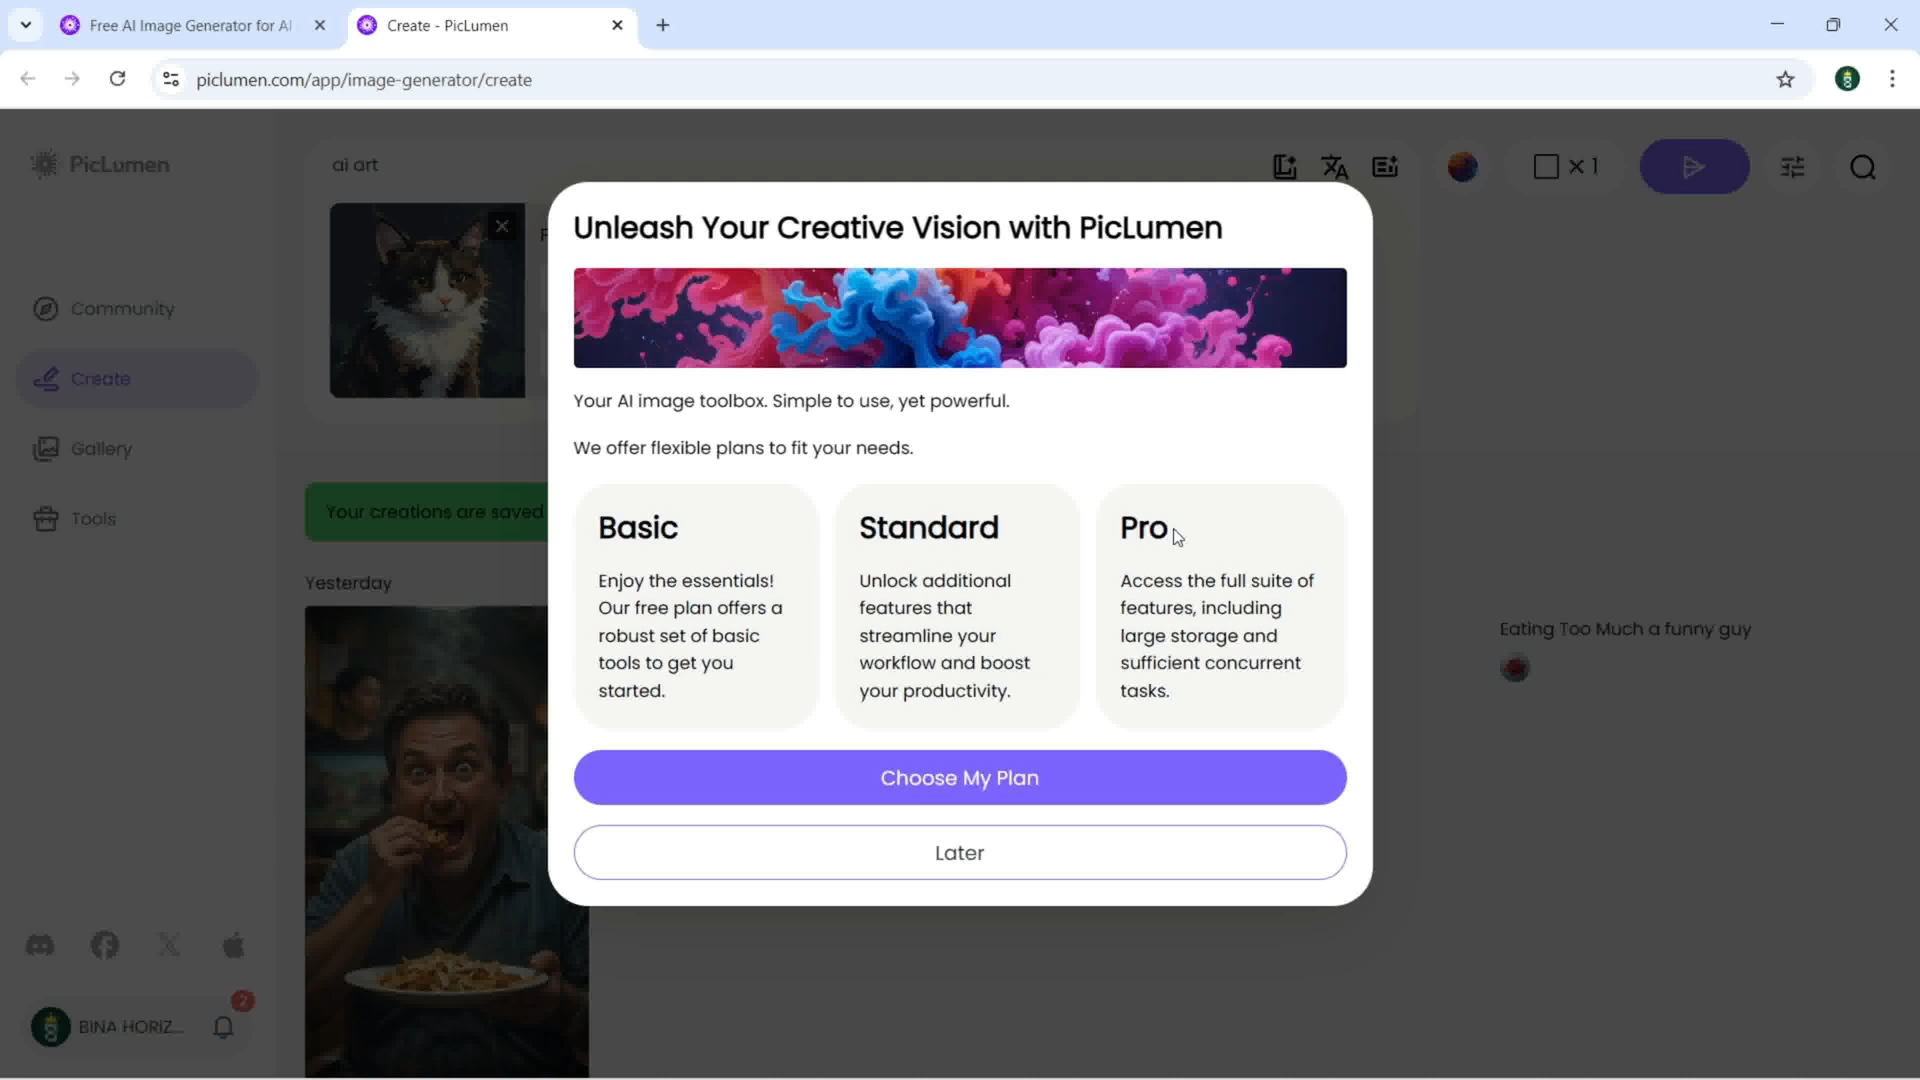 Free AI Image Generator for AI
Create - PicLumen
piclumen.com/app/image-generator/create
PicLumen
ai art
× 1
Unleash Your Creative Vision with PicLumen
Your AI image toolbox. Simple to use, yet powerful.
We offer flexible plans to fit your needs.
Community
Create
Gallery
Tools
Your creations are saved
Yesterday
Basic
Enjoy the essentials!
Our free plan offers a
robust set of basic
tools to get you
started.
Standard
Unlock additional
features that
streamline your
workflow and boost
your productivity.
Pro
Access the full suite of
features, including
large storage and
sufficient concurrent
tasks.
Eating Too Much a funny guy
Choose My Plan
Later
2
BINA HORIZ...